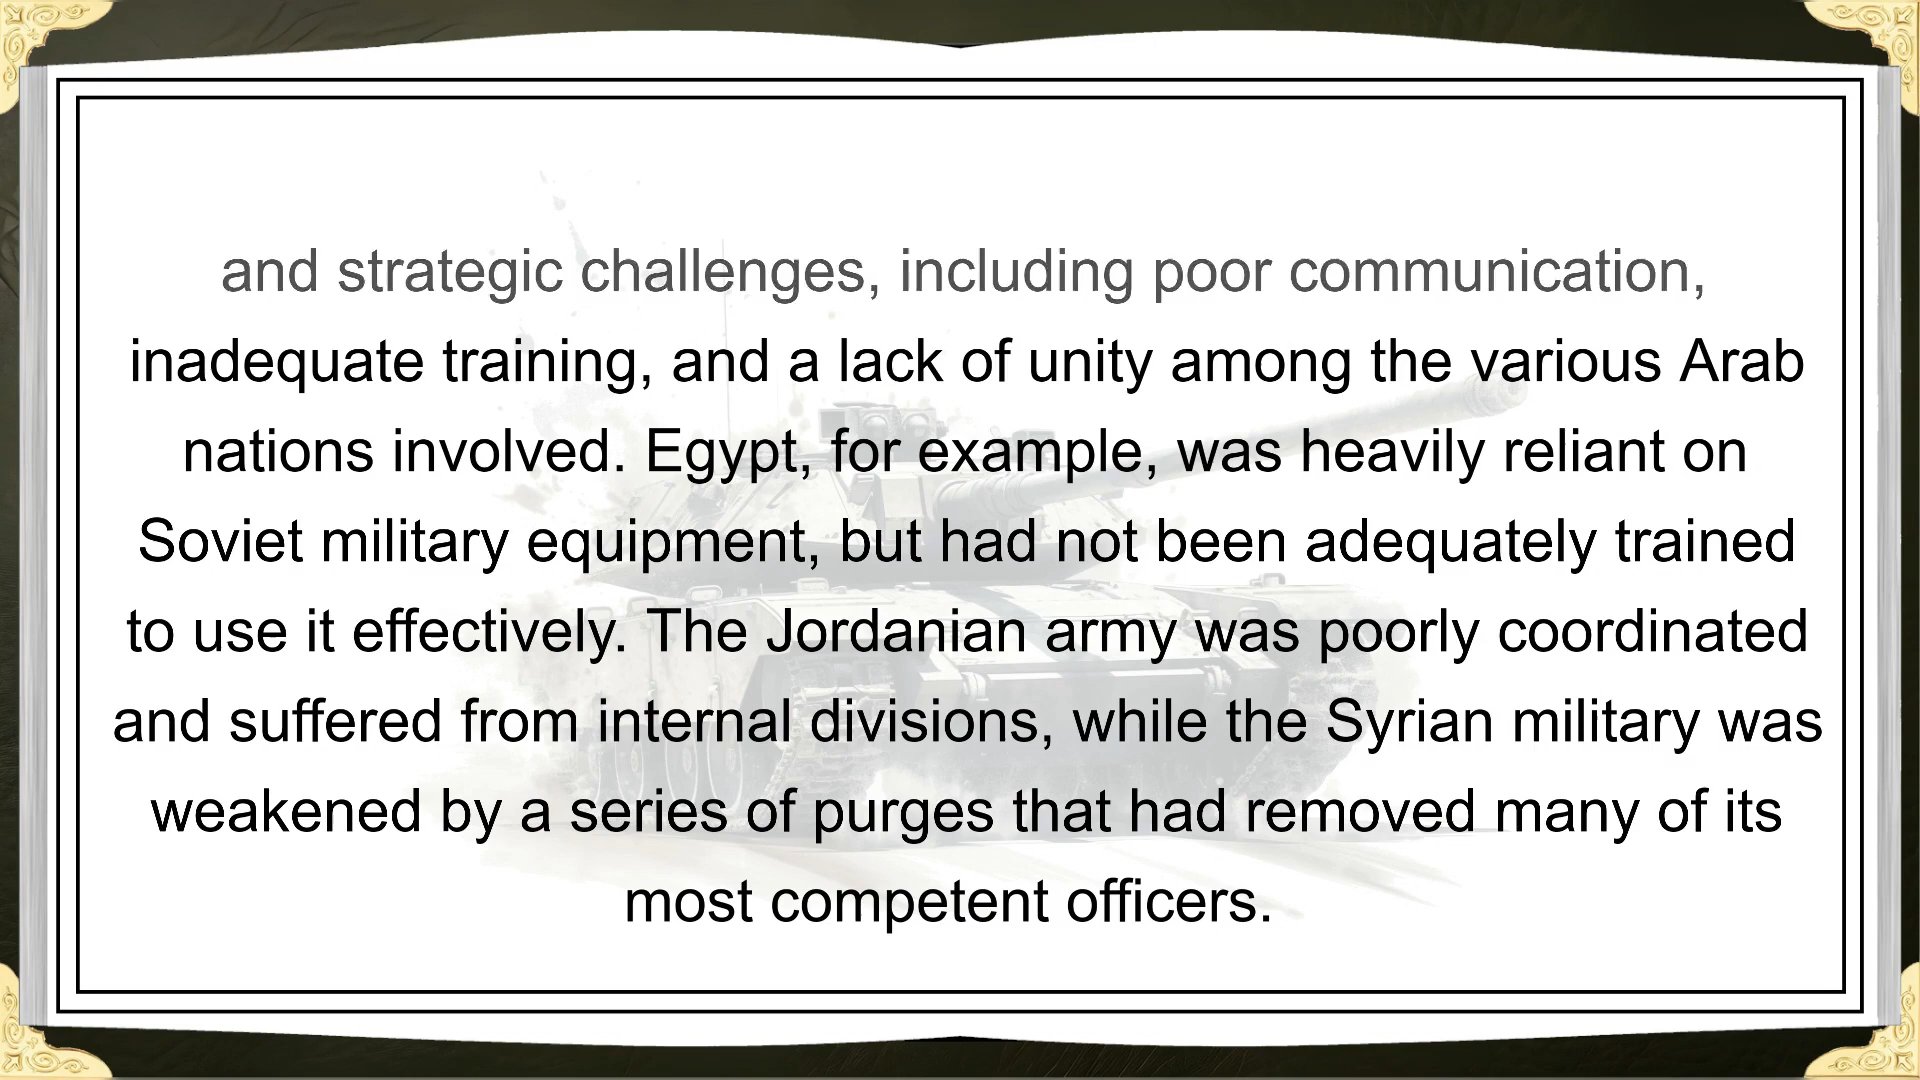 and strategic challenges, including poor communication,
inadequate training, and a lack of unity among the various Arab
nations involved. Egypt, for example, was heavily reliant on
Soviet military equipment, but had not been adequately trained
to use it effectively. The Jordanian army was poorly coordinated
and suffered from internal divisions, while the Syrian military was
weakened by a series of purges that had removed many of its
most competent officers.